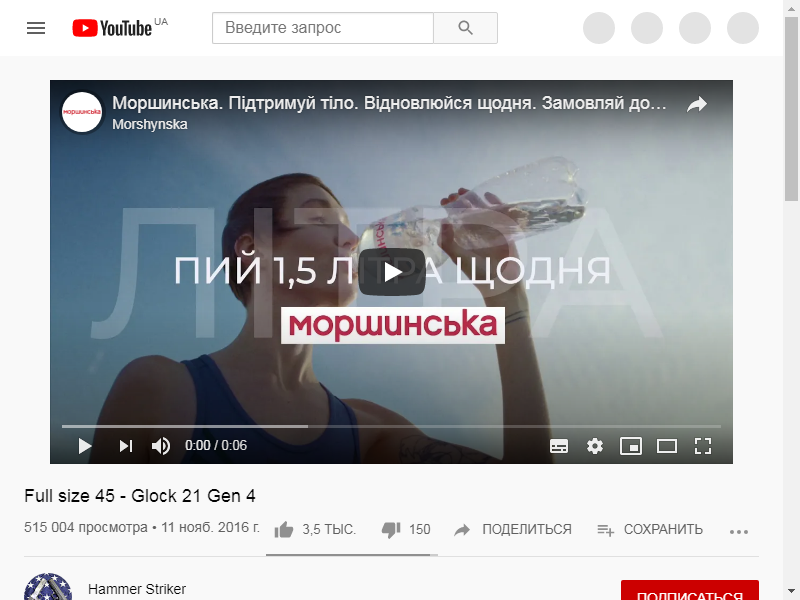 YouTube UA
Введите запрос
Моршинська. Підтримуй тіло. Відновлюйся щодня. Замовляй до...
Morshynska
моршинська
ЛІТРА
ПИЙ 1,5 ЛІТРА ЩОДНЯ
моршинська
0:00 / 0:06
Full size 45 - Glock 21 Gen 4
515 004 просмотра • 11 нояб. 2016 г.
3,5 ТЫС.
150
ПОДЕЛИТЬСЯ
СОХРАНИТЬ
Hammer Striker
ПОДПИСАТЬСЯ